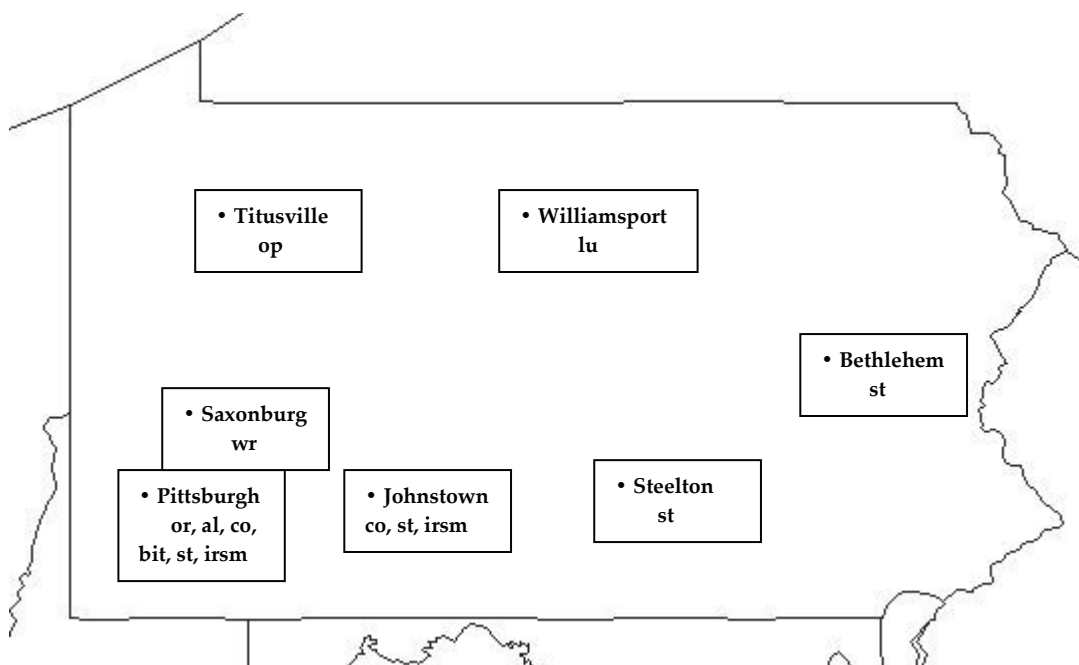 • Titusville
op
• Williamsport
lu
• Bethlehem
st
• Saxonburg
wr
• Pittsburgh
or, al, co,
bit, st, irsm
• Johnstown
co, st, irsm
• Steelton
st